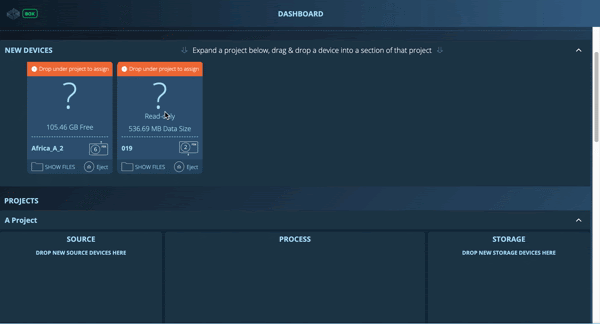 BOX
DASHBOARD
NEW DEVICES
Expand a project below, drag & drop a device into a section of that project
Drop under project to assign
?
105.46 GB Free
Africa_A_2
6
SHOW FILES
Eject
Drop under project to assign
?
Read-only
536.69 MB Data Size
019
2
SHOW FILES
Eject
PROJECTS
A Project
SOURCE
DROP NEW SOURCE DEVICES HERE
PROCESS
STORAGE
DROP NEW STORAGE DEVICES HERE